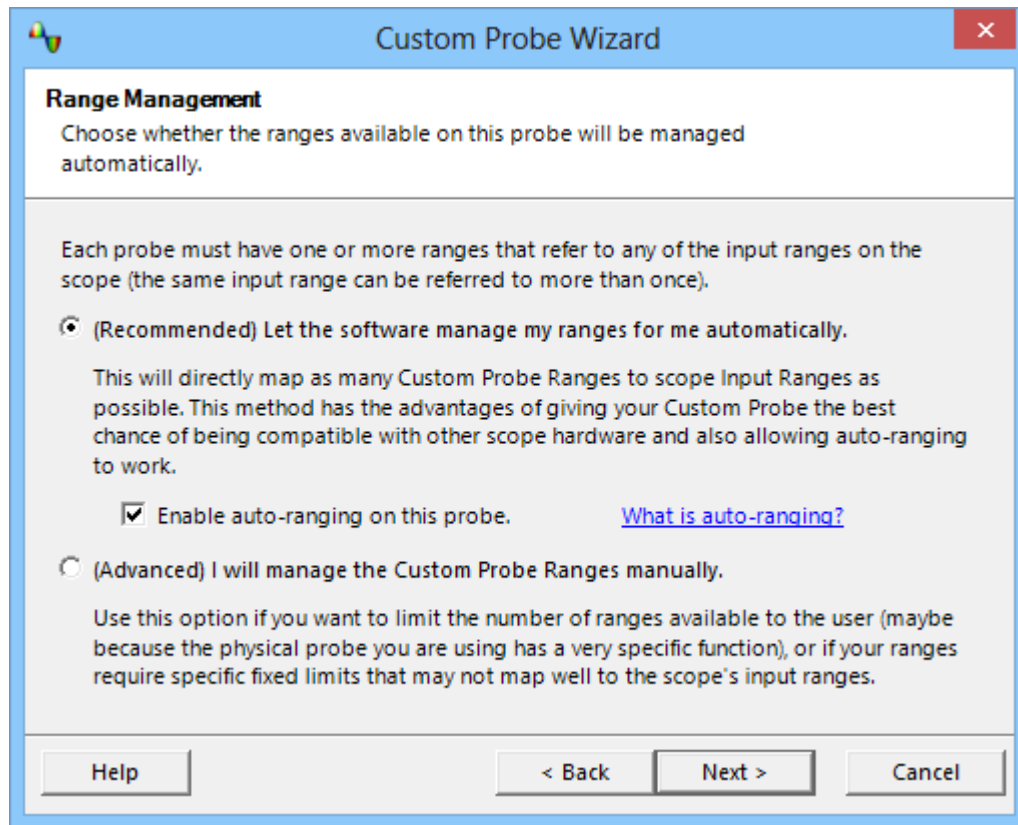 Custom Probe Wizard
Range Management
Choose whether the ranges available on this probe will be managed
automatically.
Each probe must have one or more ranges that refer to any of the input ranges on the
scope (the same input range can be referred to more than once).
(Recommended) Let the software manage my ranges for me automatically.
This will directly map as many Custom Probe Ranges to scope Input Ranges as
possible. This method has the advantages of giving your Custom Probe the best
chance of being compatible with other scope hardware and also allowing auto-ranging
to work.
Enable auto-ranging on this probe. What is auto-ranging?
(Advanced) I will manage the Custom Probe Ranges manually.
Use this option if you want to limit the number of ranges available to the user (maybe
because the physical probe you are using has a very specific function), or if your ranges
require specific fixed limits that may not map well to the scope's input ranges.
Help < Back Next > Cancel